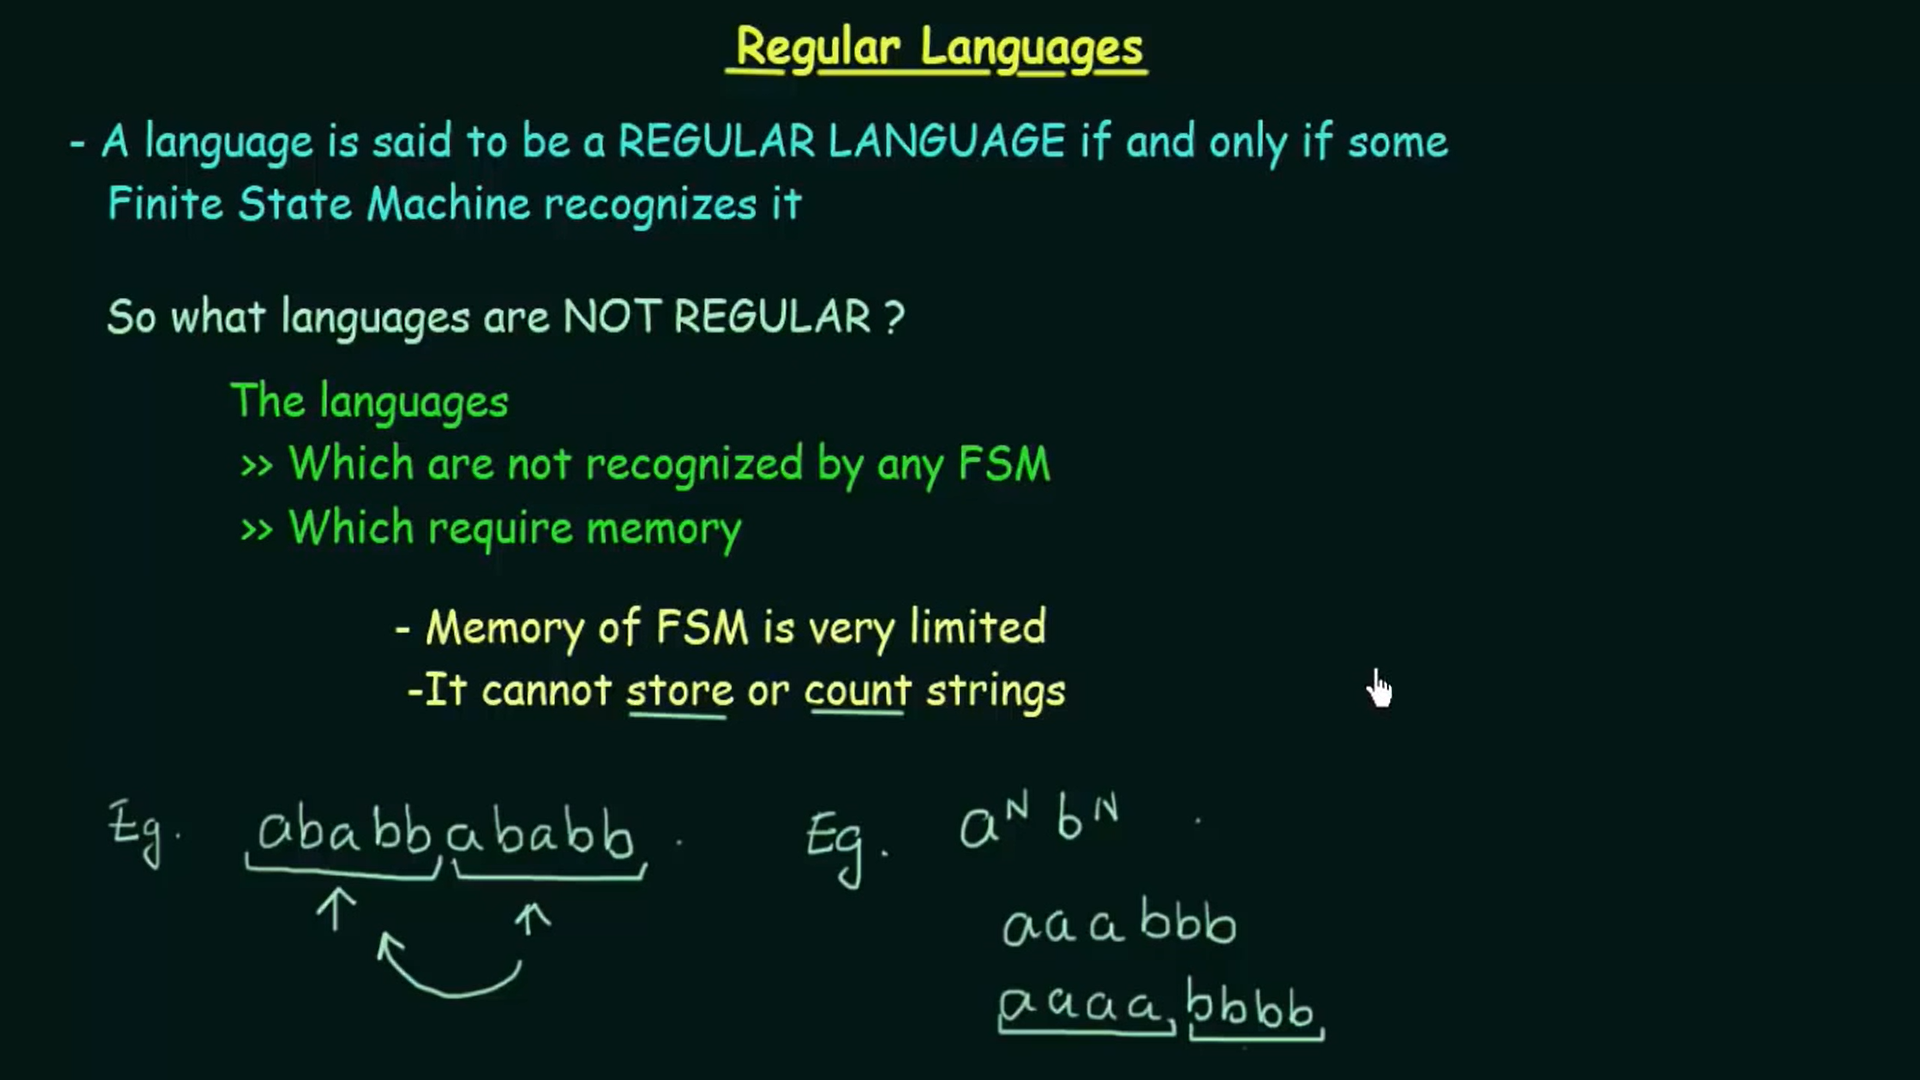 Regular Languages
- A language is said to be a REGULAR LANGUAGE if and only if some
Finite State Machine recognizes it
So what languages are NOT REGULAR ?
The languages
>> Which are not recognized by any FSM
>> Which require memory
- Memory of FSM is very limited
-It cannot store or count strings
Eg. ababbababb .
Eg. aᴺ bᴺ
aaabbb
aaaabbbb